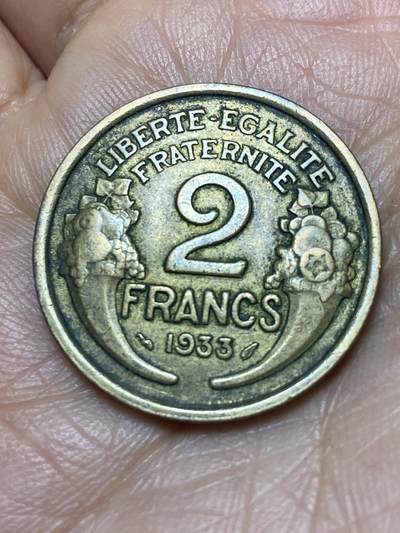 LIBERTE-EGALITE
FRATERNITE
2
FRANCS
1933